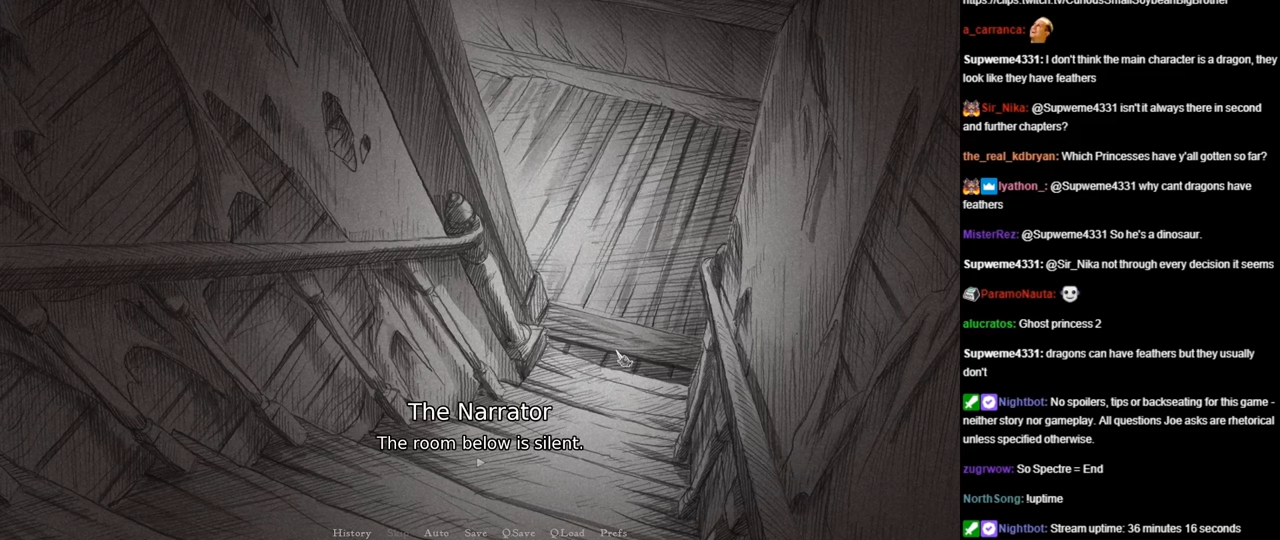 The Narrator
The room below is silent.
History Skip Auto Save Q.Save Q.Load Prefs
https://clips.twitch.tv/CuriousSmallSoybeanBigBrother
a_carranca:
Supweme4331: I don't think the main character is a dragon, they
look like they have feathers
Sir_Nika: @Supweme4331 isn't it always there in second
and further chapters?
the_real_kdbryan: Which Princesses have y'all gotten so far?
lyathon_: @Supweme4331 why cant dragons have
feathers
MisterRez: @Supweme4331 So he's a dinosaur.
Supweme4331: @Sir_Nika not through every decision it seems
ParamoNauta:
alucratos: Ghost princess 2
Supweme4331: dragons can have feathers but they usually
don't
Nightbot: No spoilers, tips or backseating for this game -
neither story nor gameplay. All questions Joe asks are rhetorical
unless specified otherwise.
zugrwow: So Spectre = End
NorthSong: !uptime
Nightbot: Stream uptime: 36 minutes 16 seconds